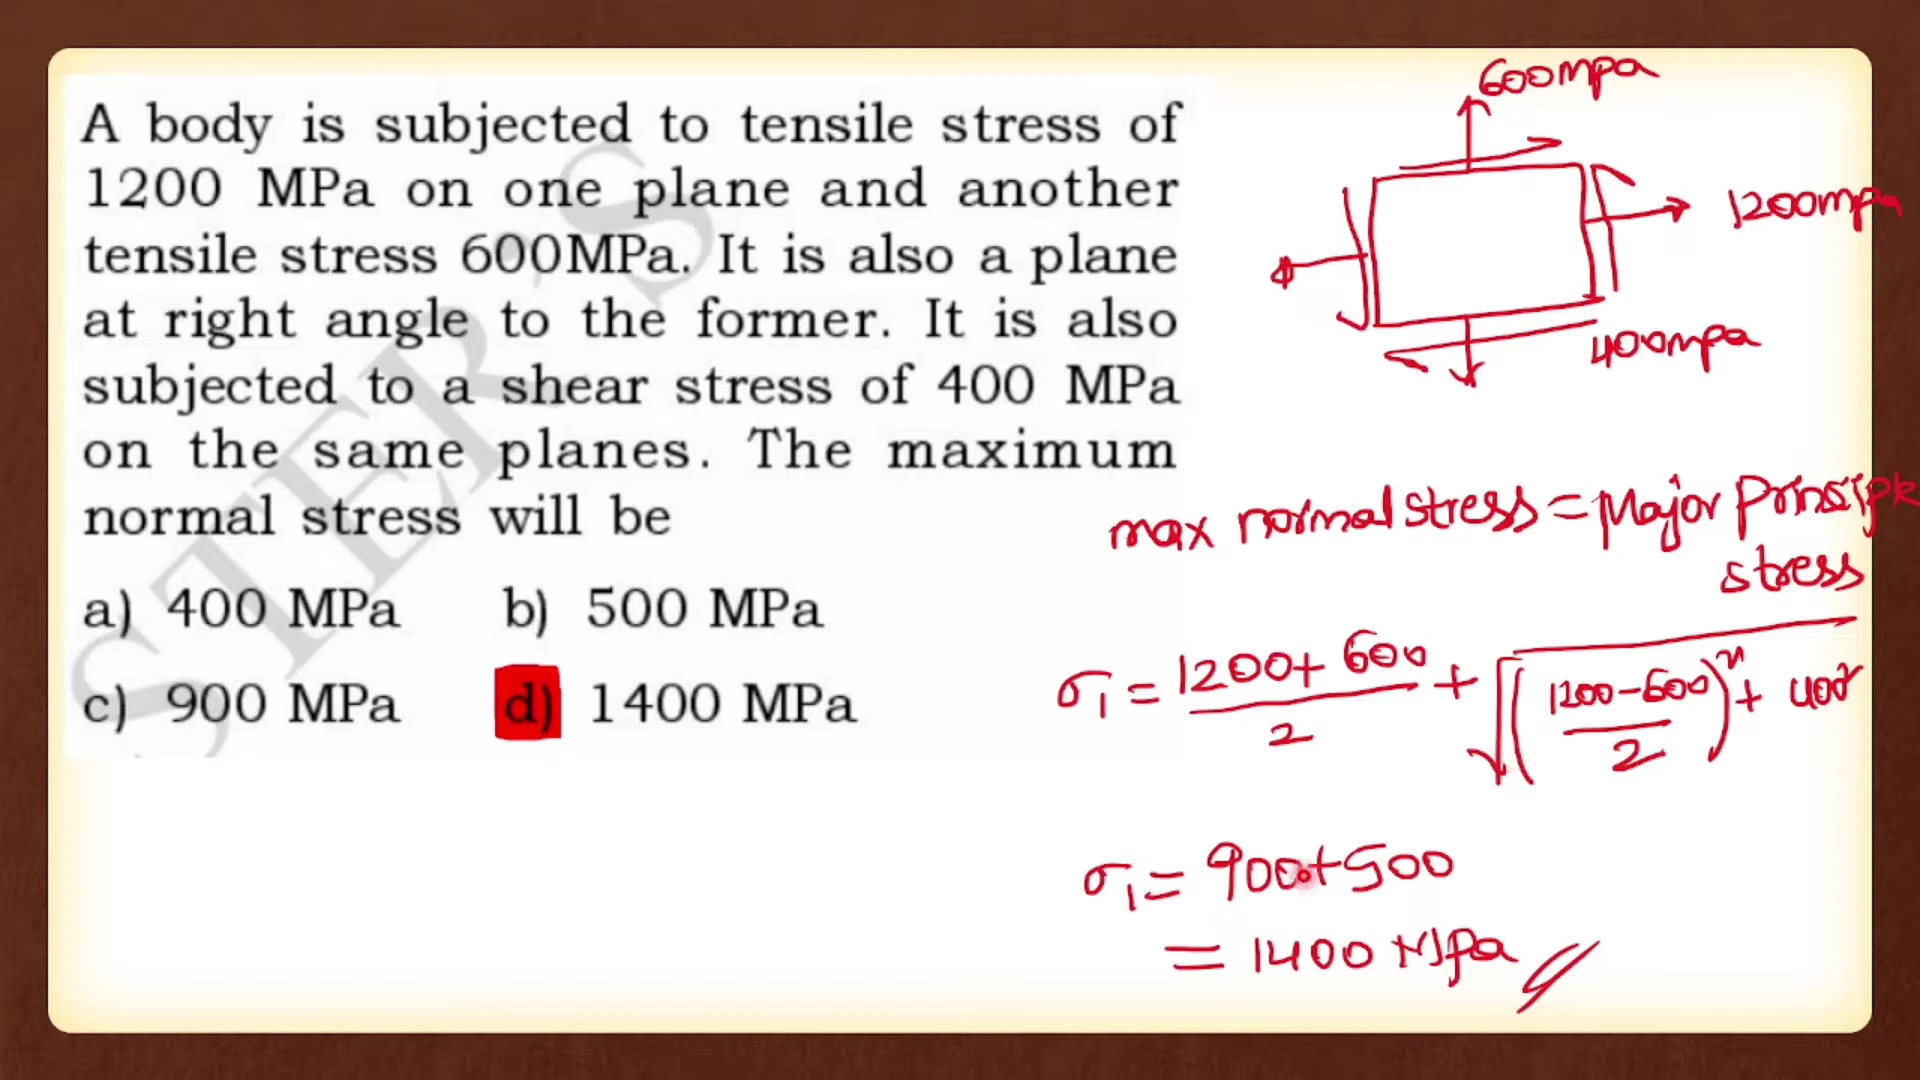 A body is subjected to tensile stress of
1200 MPa on one plane and another
tensile stress 600MPa. It is also a plane
at right angle to the former. It is also
subjected to a shear stress of 400 MPa
on the same planes. The maximum
normal stress will be
a) 400 MPa b) 500 MPa
c) 900 MPa d) 1400 MPa
STER'S
600mpa
1200mpa
400mpa
max normal stress = Major Prinsiple
stress
σ₁ = (1200+600)/2 + √(((1200-600)/2)² + 400²)
σ₁ = 900+500
= 1400 MPa